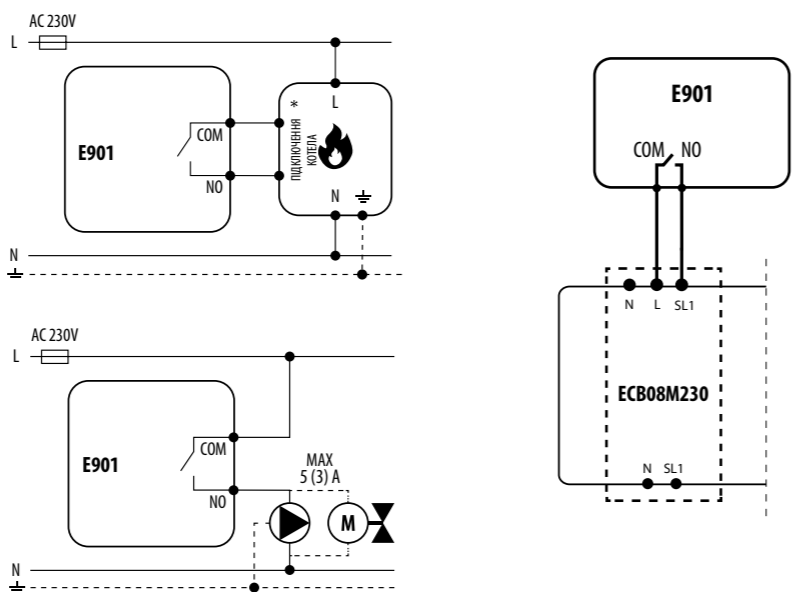 AC 230V
L
E901
COM
NO
*
L
ПІДКЛЮЧЕННЯ
КОТЕЛА
N
N
AC 230V
L
E901
COM
NO
MAX
5 (3) A
M
N
E901
COM NO
N L SL1
ECB08M230
N SL1